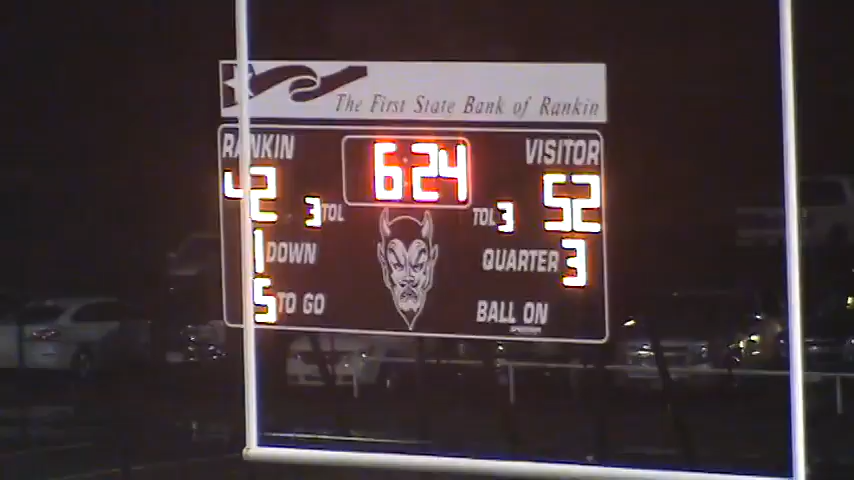 The First State Bank of Rankin
RANKIN 6:24 VISITOR
42 3 TOL TOL 3 52
1 DOWN QUARTER 3
5 TO GO BALL ON